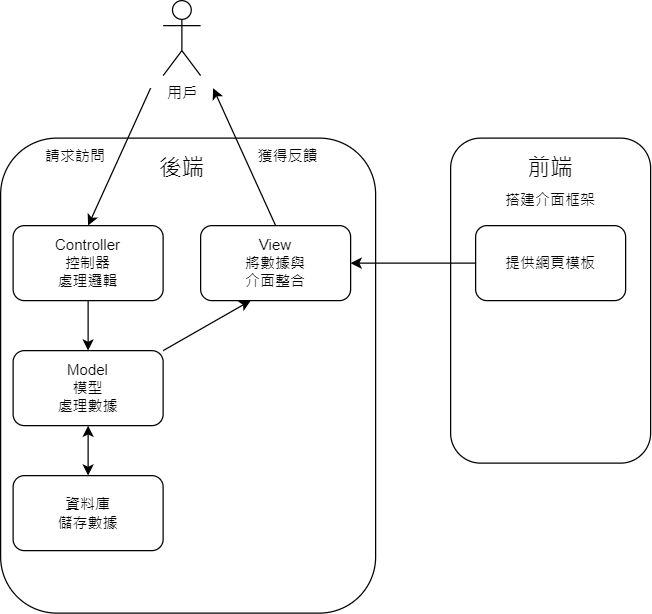 用戶
請求訪問
獲得反饋
後端
Controller
控制器
處理邏輯
View
將數據與
介面整合
Model
模型
處理數據
資料庫
儲存數據
前端
搭建介面框架
提供網頁模板